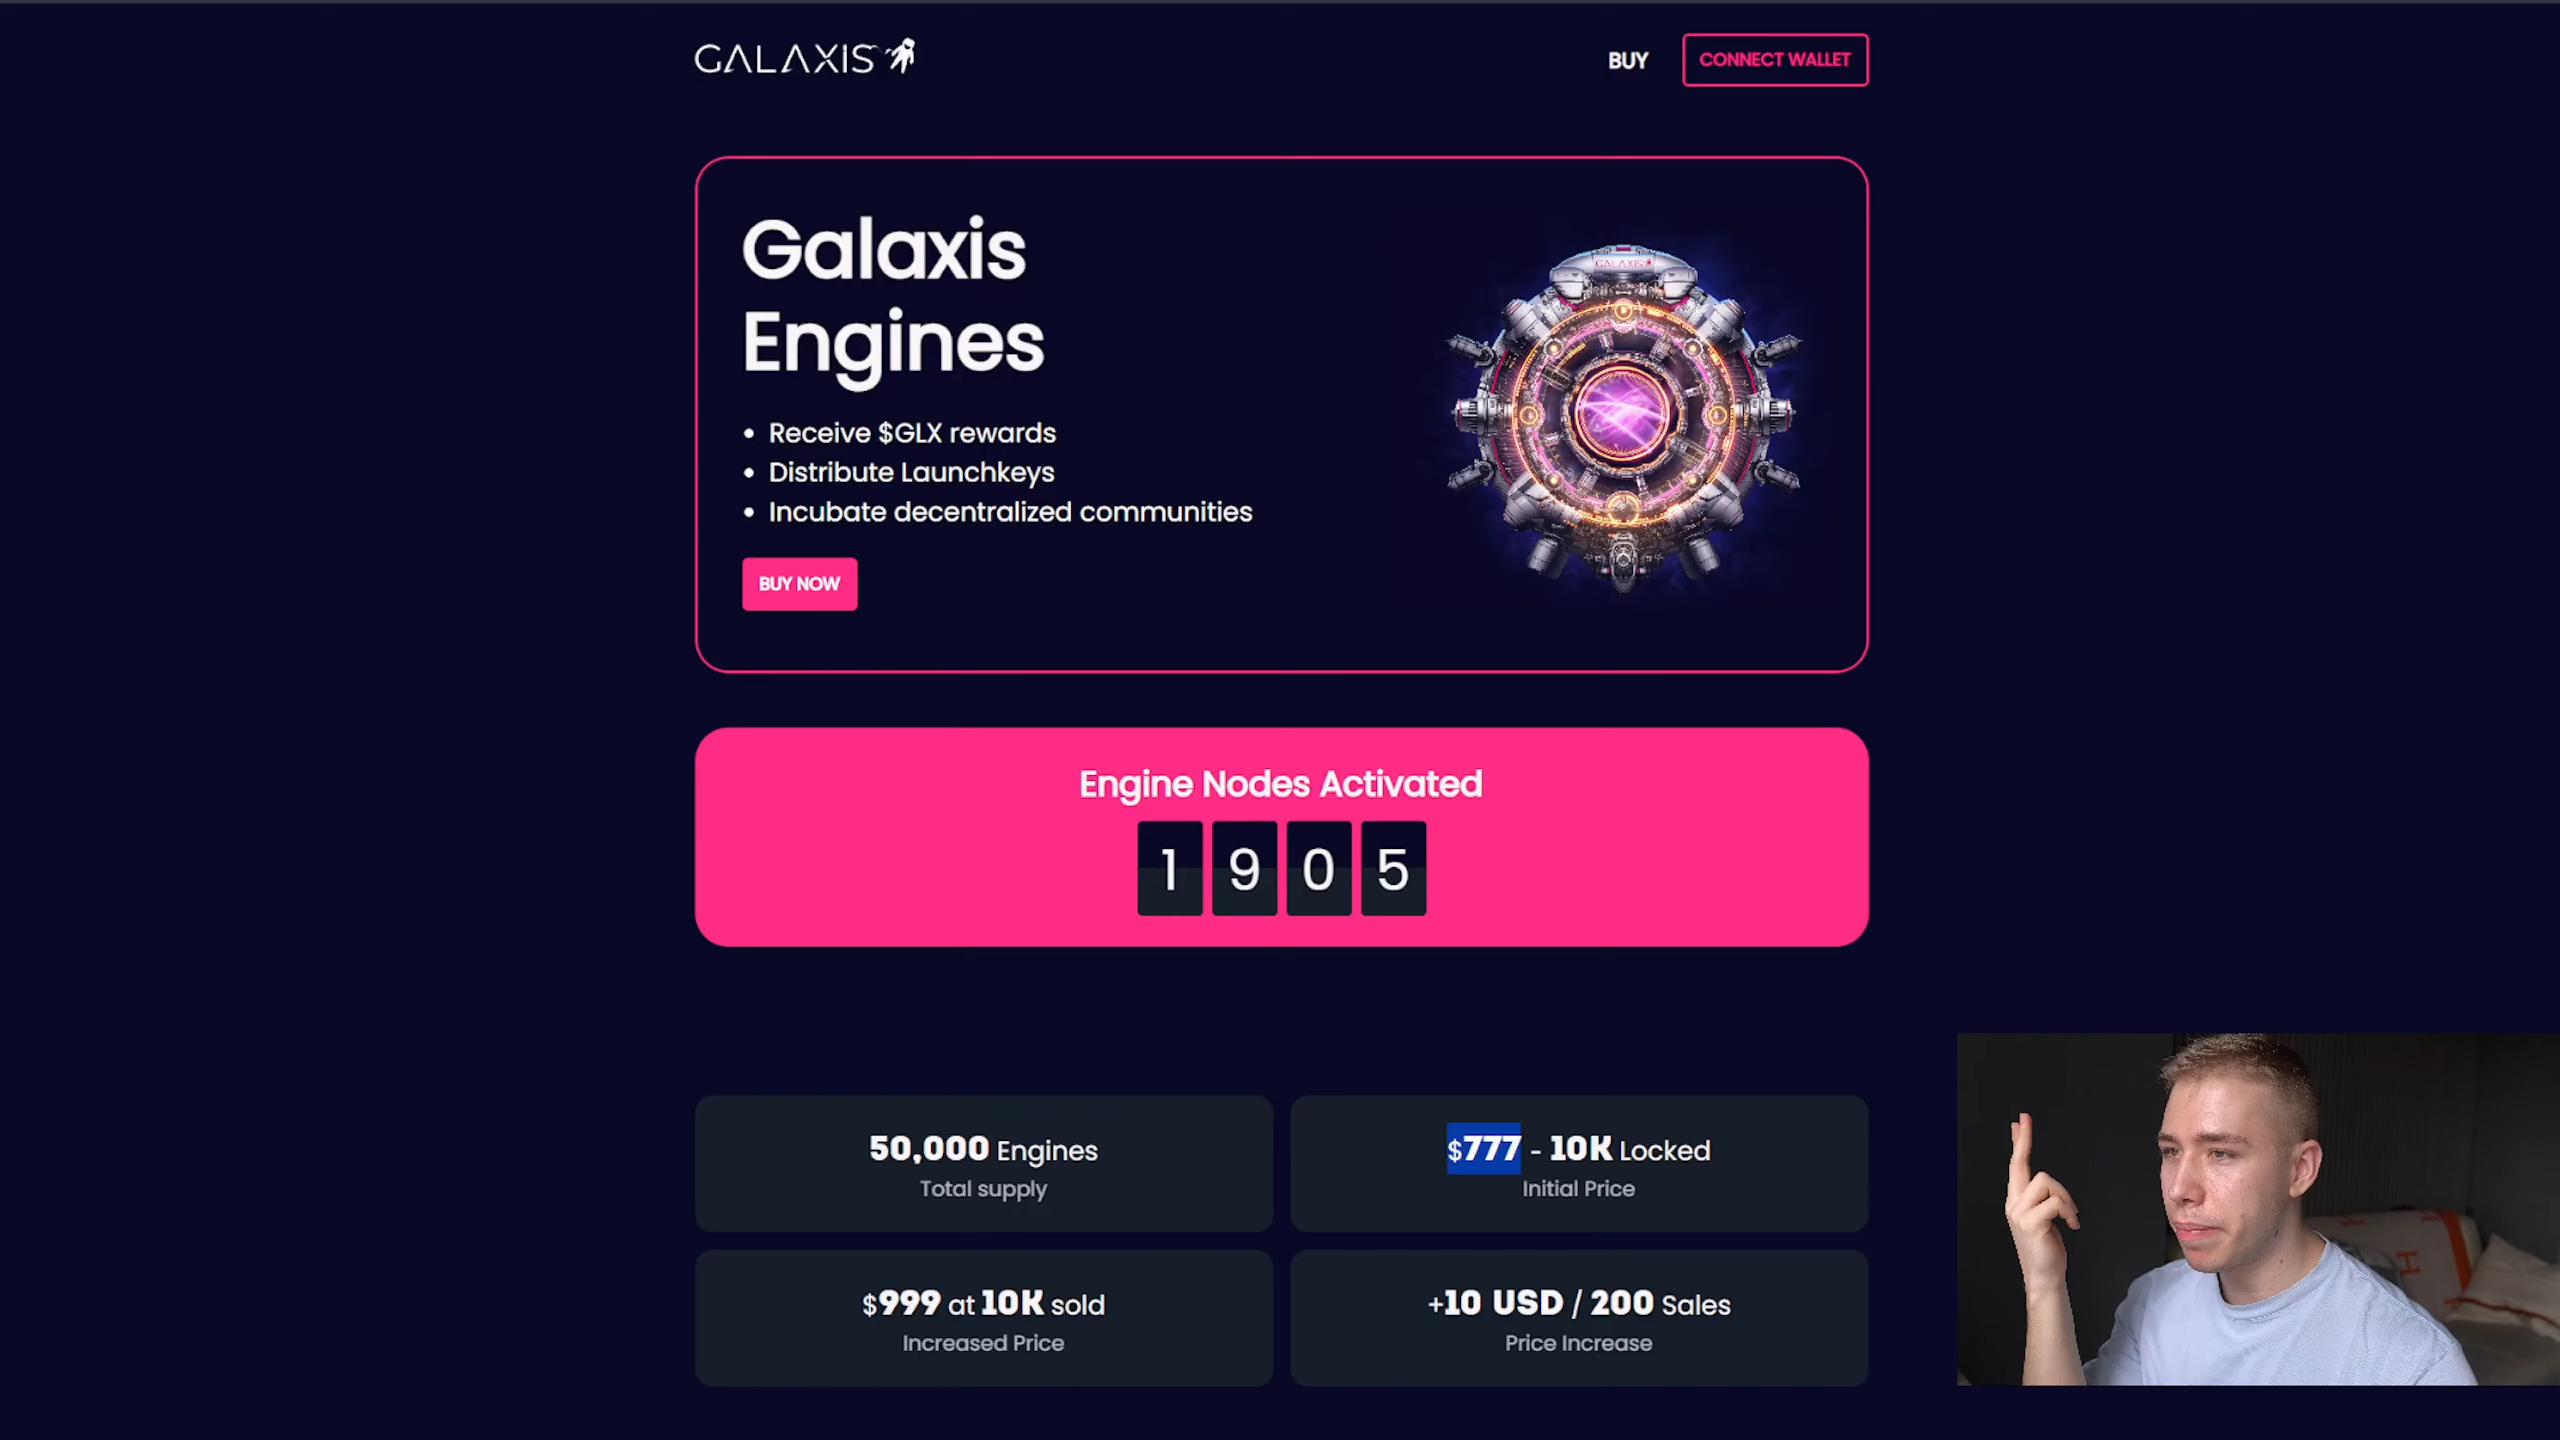 GALAXIS
BUY
CONNECT WALLET
Galaxis
Engines
GALAXIS
• Receive $GLX rewards
• Distribute Launchkeys
• Incubate decentralized communities
BUY NOW
Engine Nodes Activated
1 9 0 5
50,000 Engines
Total supply
$777 - 10K Locked
Initial Price
$999 at 10K sold
Increased Price
+10 USD / 200 Sales
Price Increase
H